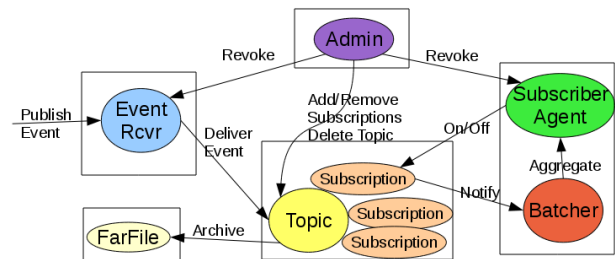 Admin
Revoke
Revoke
Publish
Event
Event
Rcvr
Add/Remove
Subscriptions
Delete Topic
Subscriber
Agent
Deliver
Event
On/Off
Aggregate
Subscription
Notify
Topic
Subscription
Subscription
Batcher
Archive
FarFile